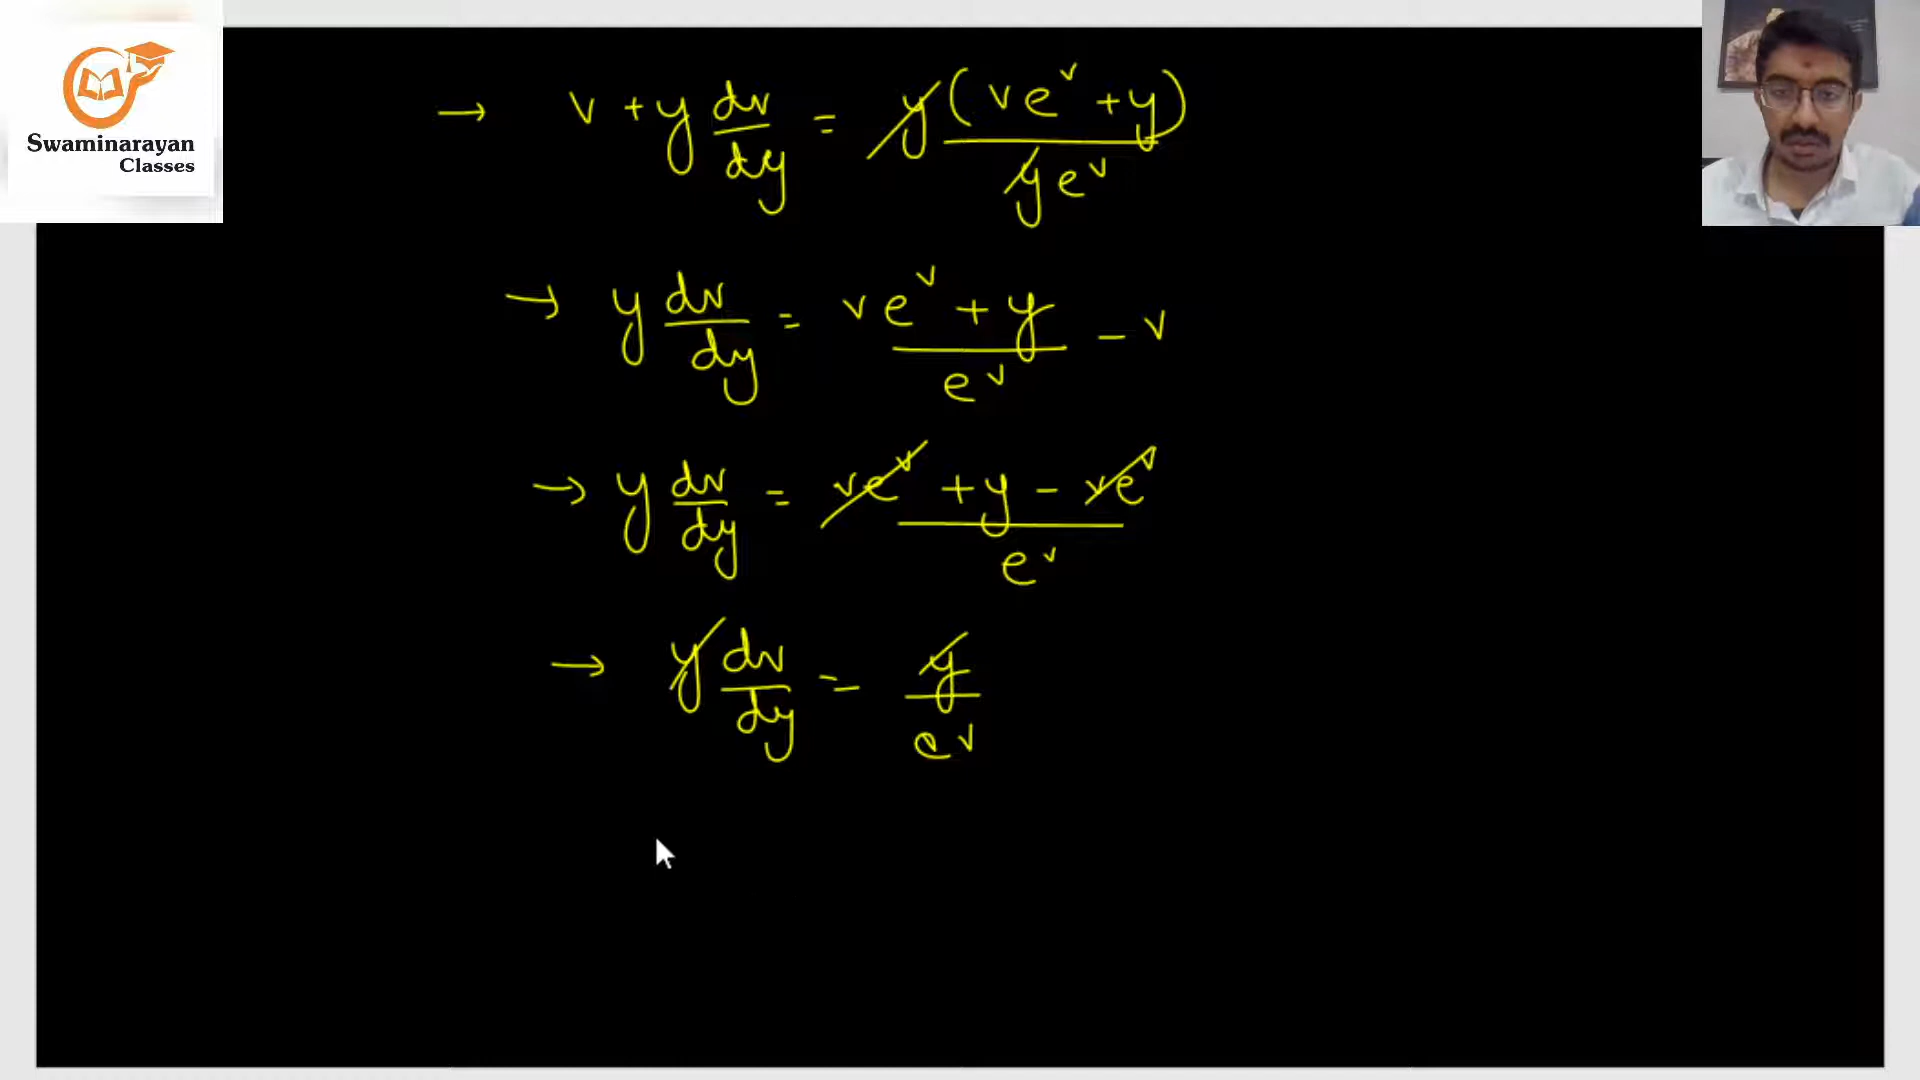 Swaminarayan
Classes
→ v + y dv/dy = y(ve^v + y)/ye^v
→ y dv/dy = ve^v + y/e^v - v
→ y dv/dy = ve^v + y - ve^v/e^v
→ y dv/dy = y/e^v